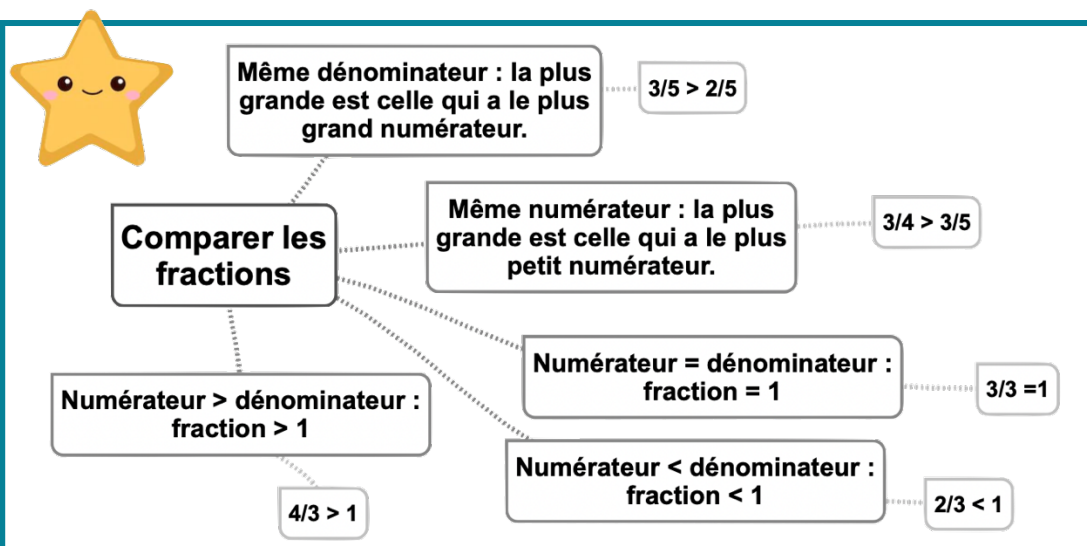 Même dénominateur : la plus
grande est celle qui a le plus
grand numérateur.
3/5 > 2/5
Comparer les
fractions
Même numérateur : la plus
grande est celle qui a le plus
petit numérateur.
3/4 > 3/5
Numérateur = dénominateur :
fraction = 1
3/3 =1
Numérateur > dénominateur :
fraction > 1
4/3 > 1
Numérateur < dénominateur :
fraction < 1
2/3 < 1